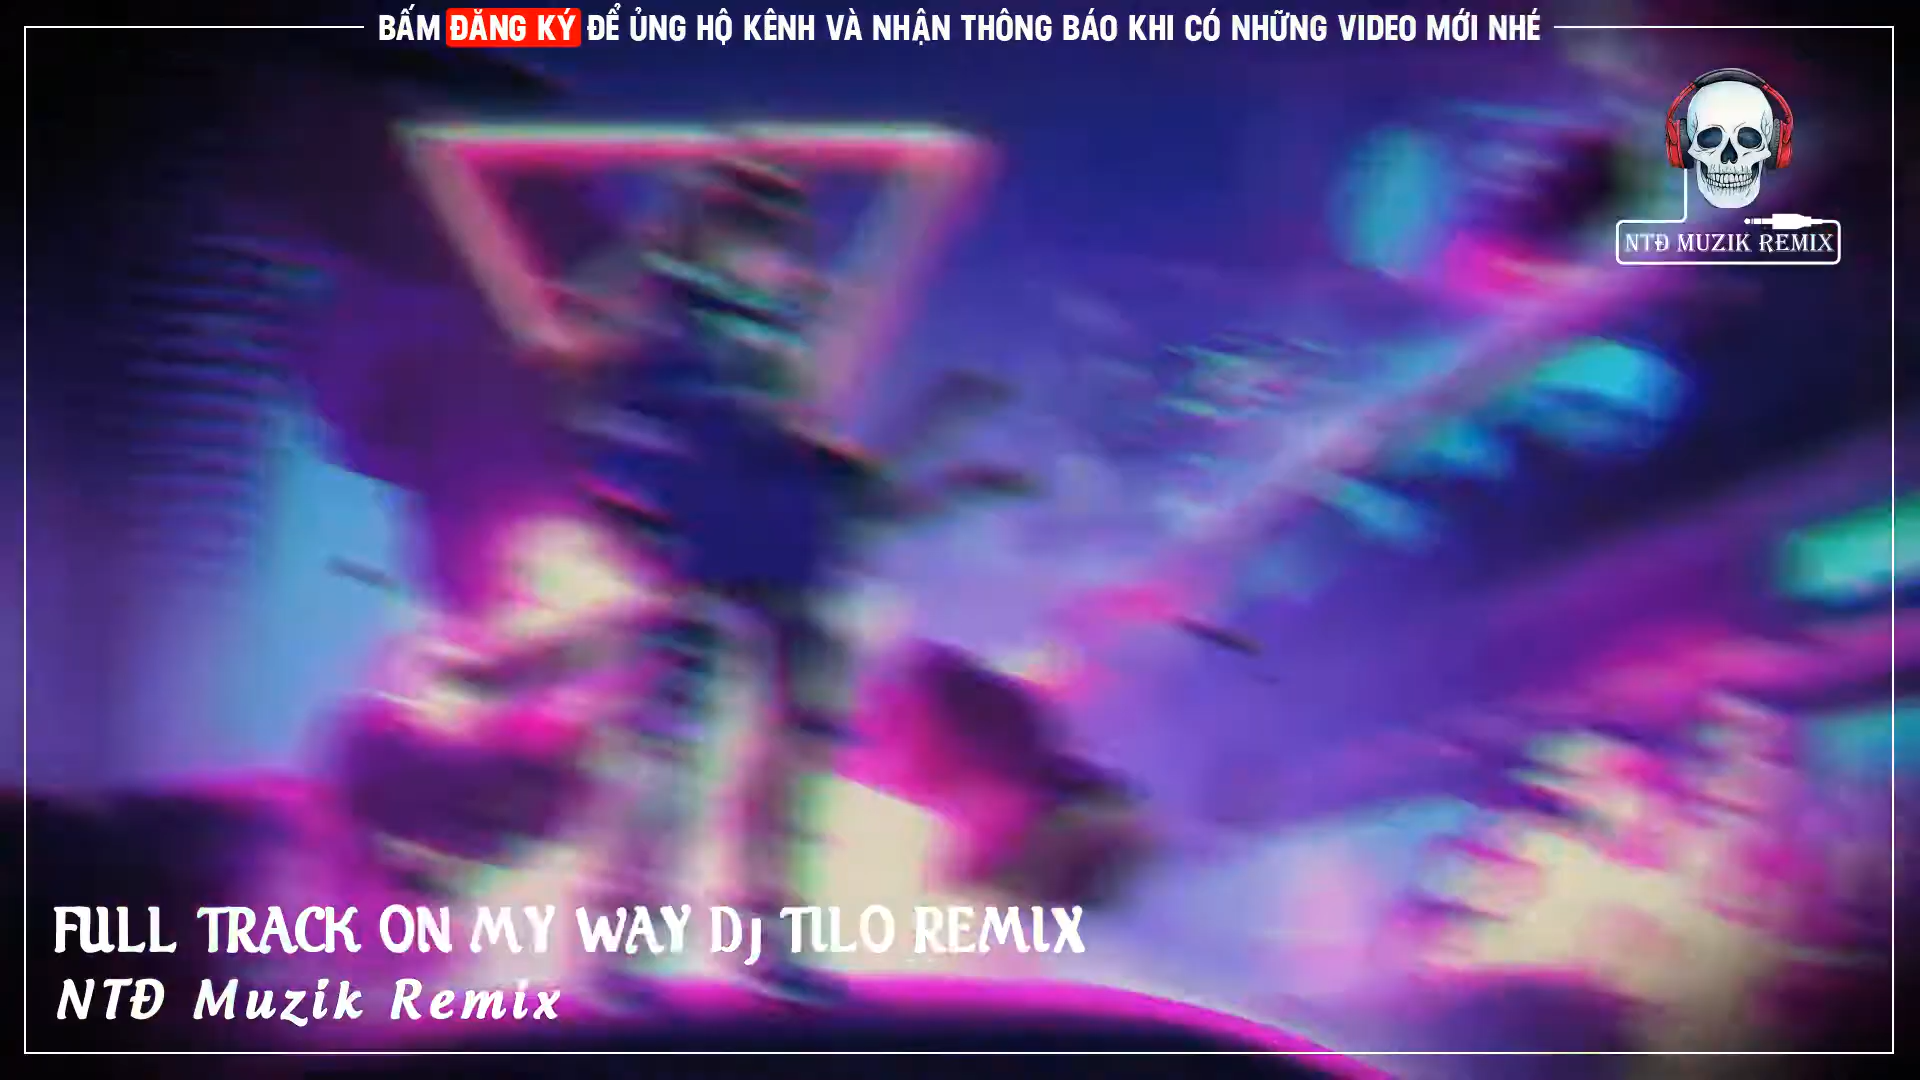 BẤM ĐĂNG KÝ ĐỂ ỦNG HỘ KÊNH VÀ NHẬN THÔNG BÁO KHI CÓ NHỮNG VIDEO MỚI NHÉ
NTĐ MUZIK REMIX
FULL TRACK ON MY WAY Dj TILO REMIX
NTĐ Muzik Remix